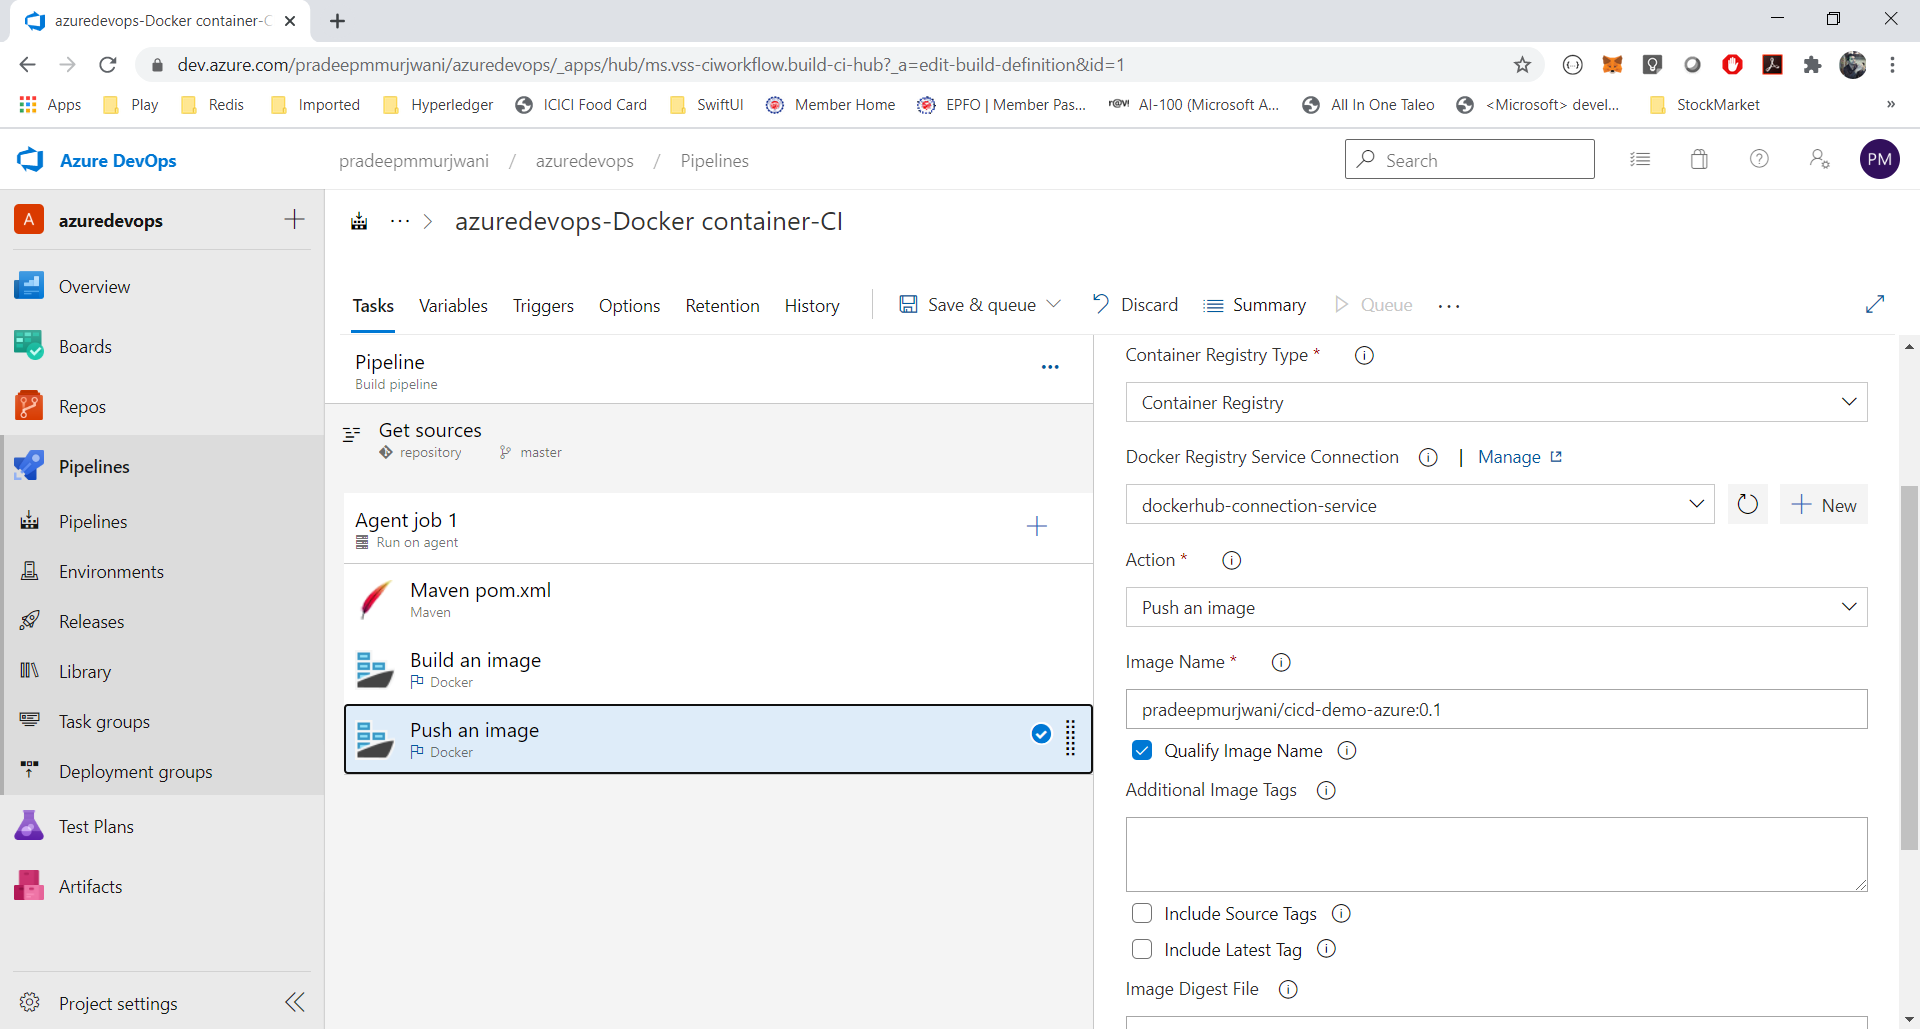 azuredevops-Docker container-C
dev.azure.com/pradeepmmurjwani/azuredevops/_apps/hub/ms.vss-ciworkflow.build-ci-hub?_a=edit-build-definition&id=1
Apps Play Redis Imported Hyperledger ICICI Food Card SwiftUI Member Home EPFO | Member Pas... r@v! AI-100 (Microsoft A... All In One Taleo <Microsoft> devel... StockMarket »
Azure DevOps pradeepmmurjwani / azuredevops / Pipelines Search PM
A azuredevops
Overview
Boards
Repos
Pipelines
Pipelines
Environments
Releases
Library
Task groups
Deployment groups
Test Plans
Artifacts
Project settings
... > azuredevops-Docker container-CI
Tasks Variables Triggers Options Retention History Save & queue Discard Summary Queue ...
Pipeline
Build pipeline
Get sources
repository master
Agent job 1
Run on agent
Maven pom.xml
Maven
Build an image
Docker
Push an image
Docker
Container Registry Type *
Container Registry
Docker Registry Service Connection | Manage
dockerhub-connection-service New
Action *
Push an image
Image Name *
pradeepmurjwani/cicd-demo-azure:0.1
Qualify Image Name
Additional Image Tags
Include Source Tags
Include Latest Tag
Image Digest File